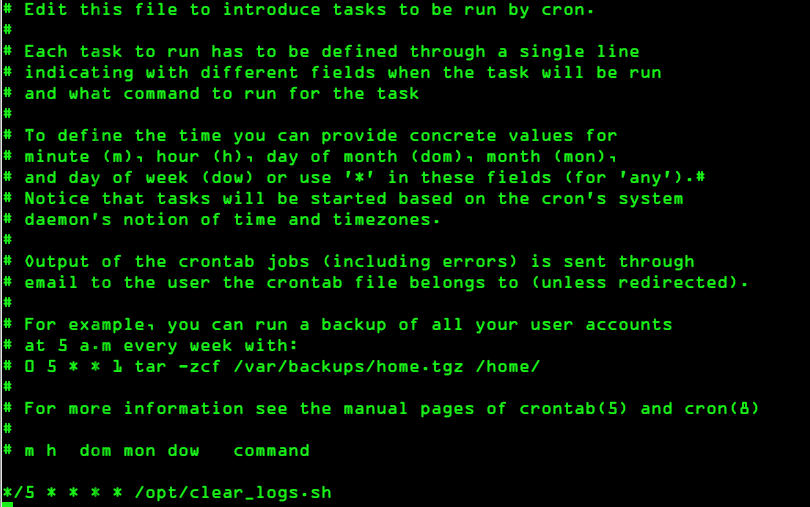 # Edit this file to introduce tasks to be run by cron.
#
# Each task to run has to be defined through a single line
# indicating with different fields when the task will be run
# and what command to run for the task
#
# To define the time you can provide concrete values for
# minute (m), hour (h), day of month (dom), month (mon),
# and day of week (dow) or use '*' in these fields (for 'any').#
# Notice that tasks will be started based on the cron's system
# daemon's notion of time and timezones.
#
# Output of the crontab jobs (including errors) is sent through
# email to the user the crontab file belongs to (unless redirected).
#
# For example, you can run a backup of all your user accounts
# at 5 a.m every week with:
# 0 5 * * 1 tar -zcf /var/backups/home.tgz /home/
#
# For more information see the manual pages of crontab(5) and cron(8)
#
# m h  dom mon dow   command
*/5 * * * * /opt/clear_logs.sh